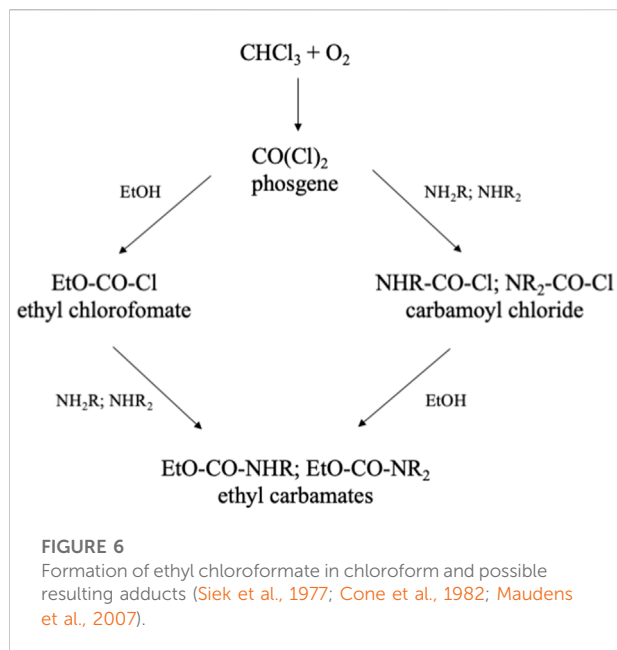 CHCl₃ + O₂
CO(Cl)₂
phosgene
EtOH
NH₂R; NHR₂
EtO-CO-Cl
ethyl chlorofomate
NHR-CO-Cl; NR₂-CO-Cl
carbamoyl chloride
NH₂R; NHR₂
EtOH
EtO-CO-NHR; EtO-CO-NR₂
ethyl carbamates
FIGURE 6
Formation of ethyl chloroformate in chloroform and possible
resulting adducts (Siek et al., 1977; Cone et al., 1982; Maudens
et al., 2007).